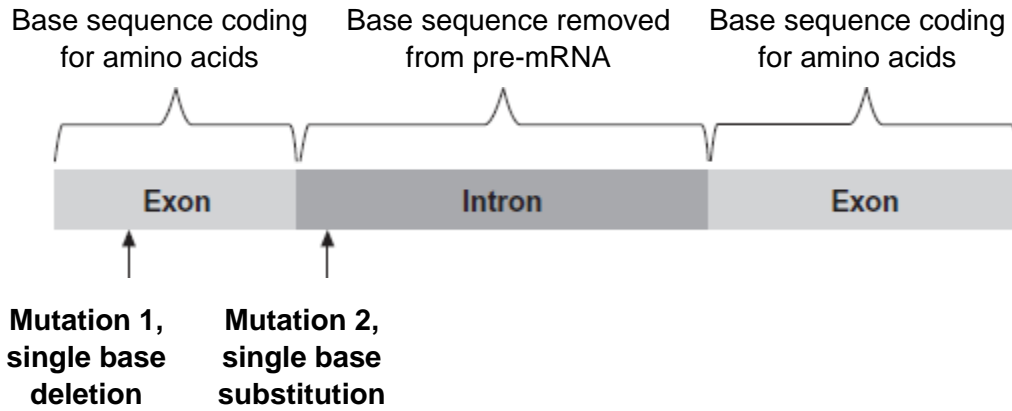 Base sequence coding
for amino acids
Base sequence removed
from pre-mRNA
Base sequence coding
for amino acids
Exon
Intron
Exon
Mutation 1,
single base
deletion
Mutation 2,
single base
substitution